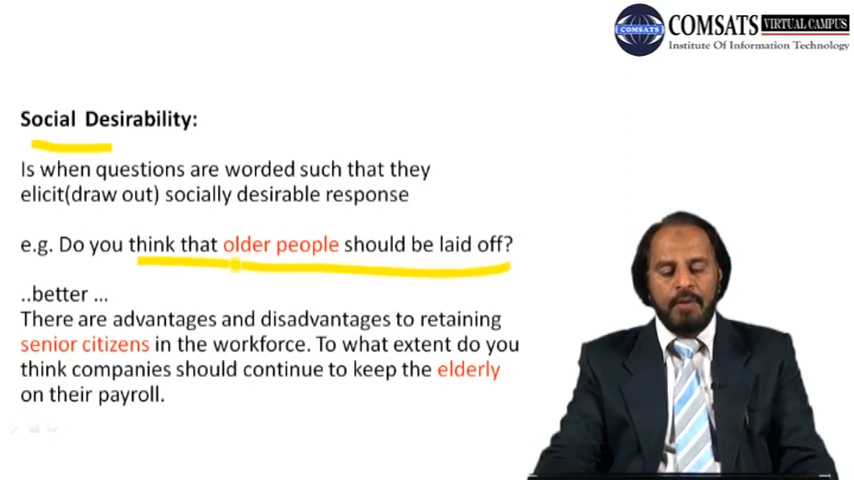 COMSATS VIRTUAL CAMPUS
COMSATS
Institute Of Information Technology
Social Desirability:
Is when questions are worded such that they
elicit(draw out) socially desirable response
e.g. Do you think that older people should be laid off?
..better ...
There are advantages and disadvantages to retaining
senior citizens in the workforce. To what extent do you
think companies should continue to keep the elderly
on their payroll.